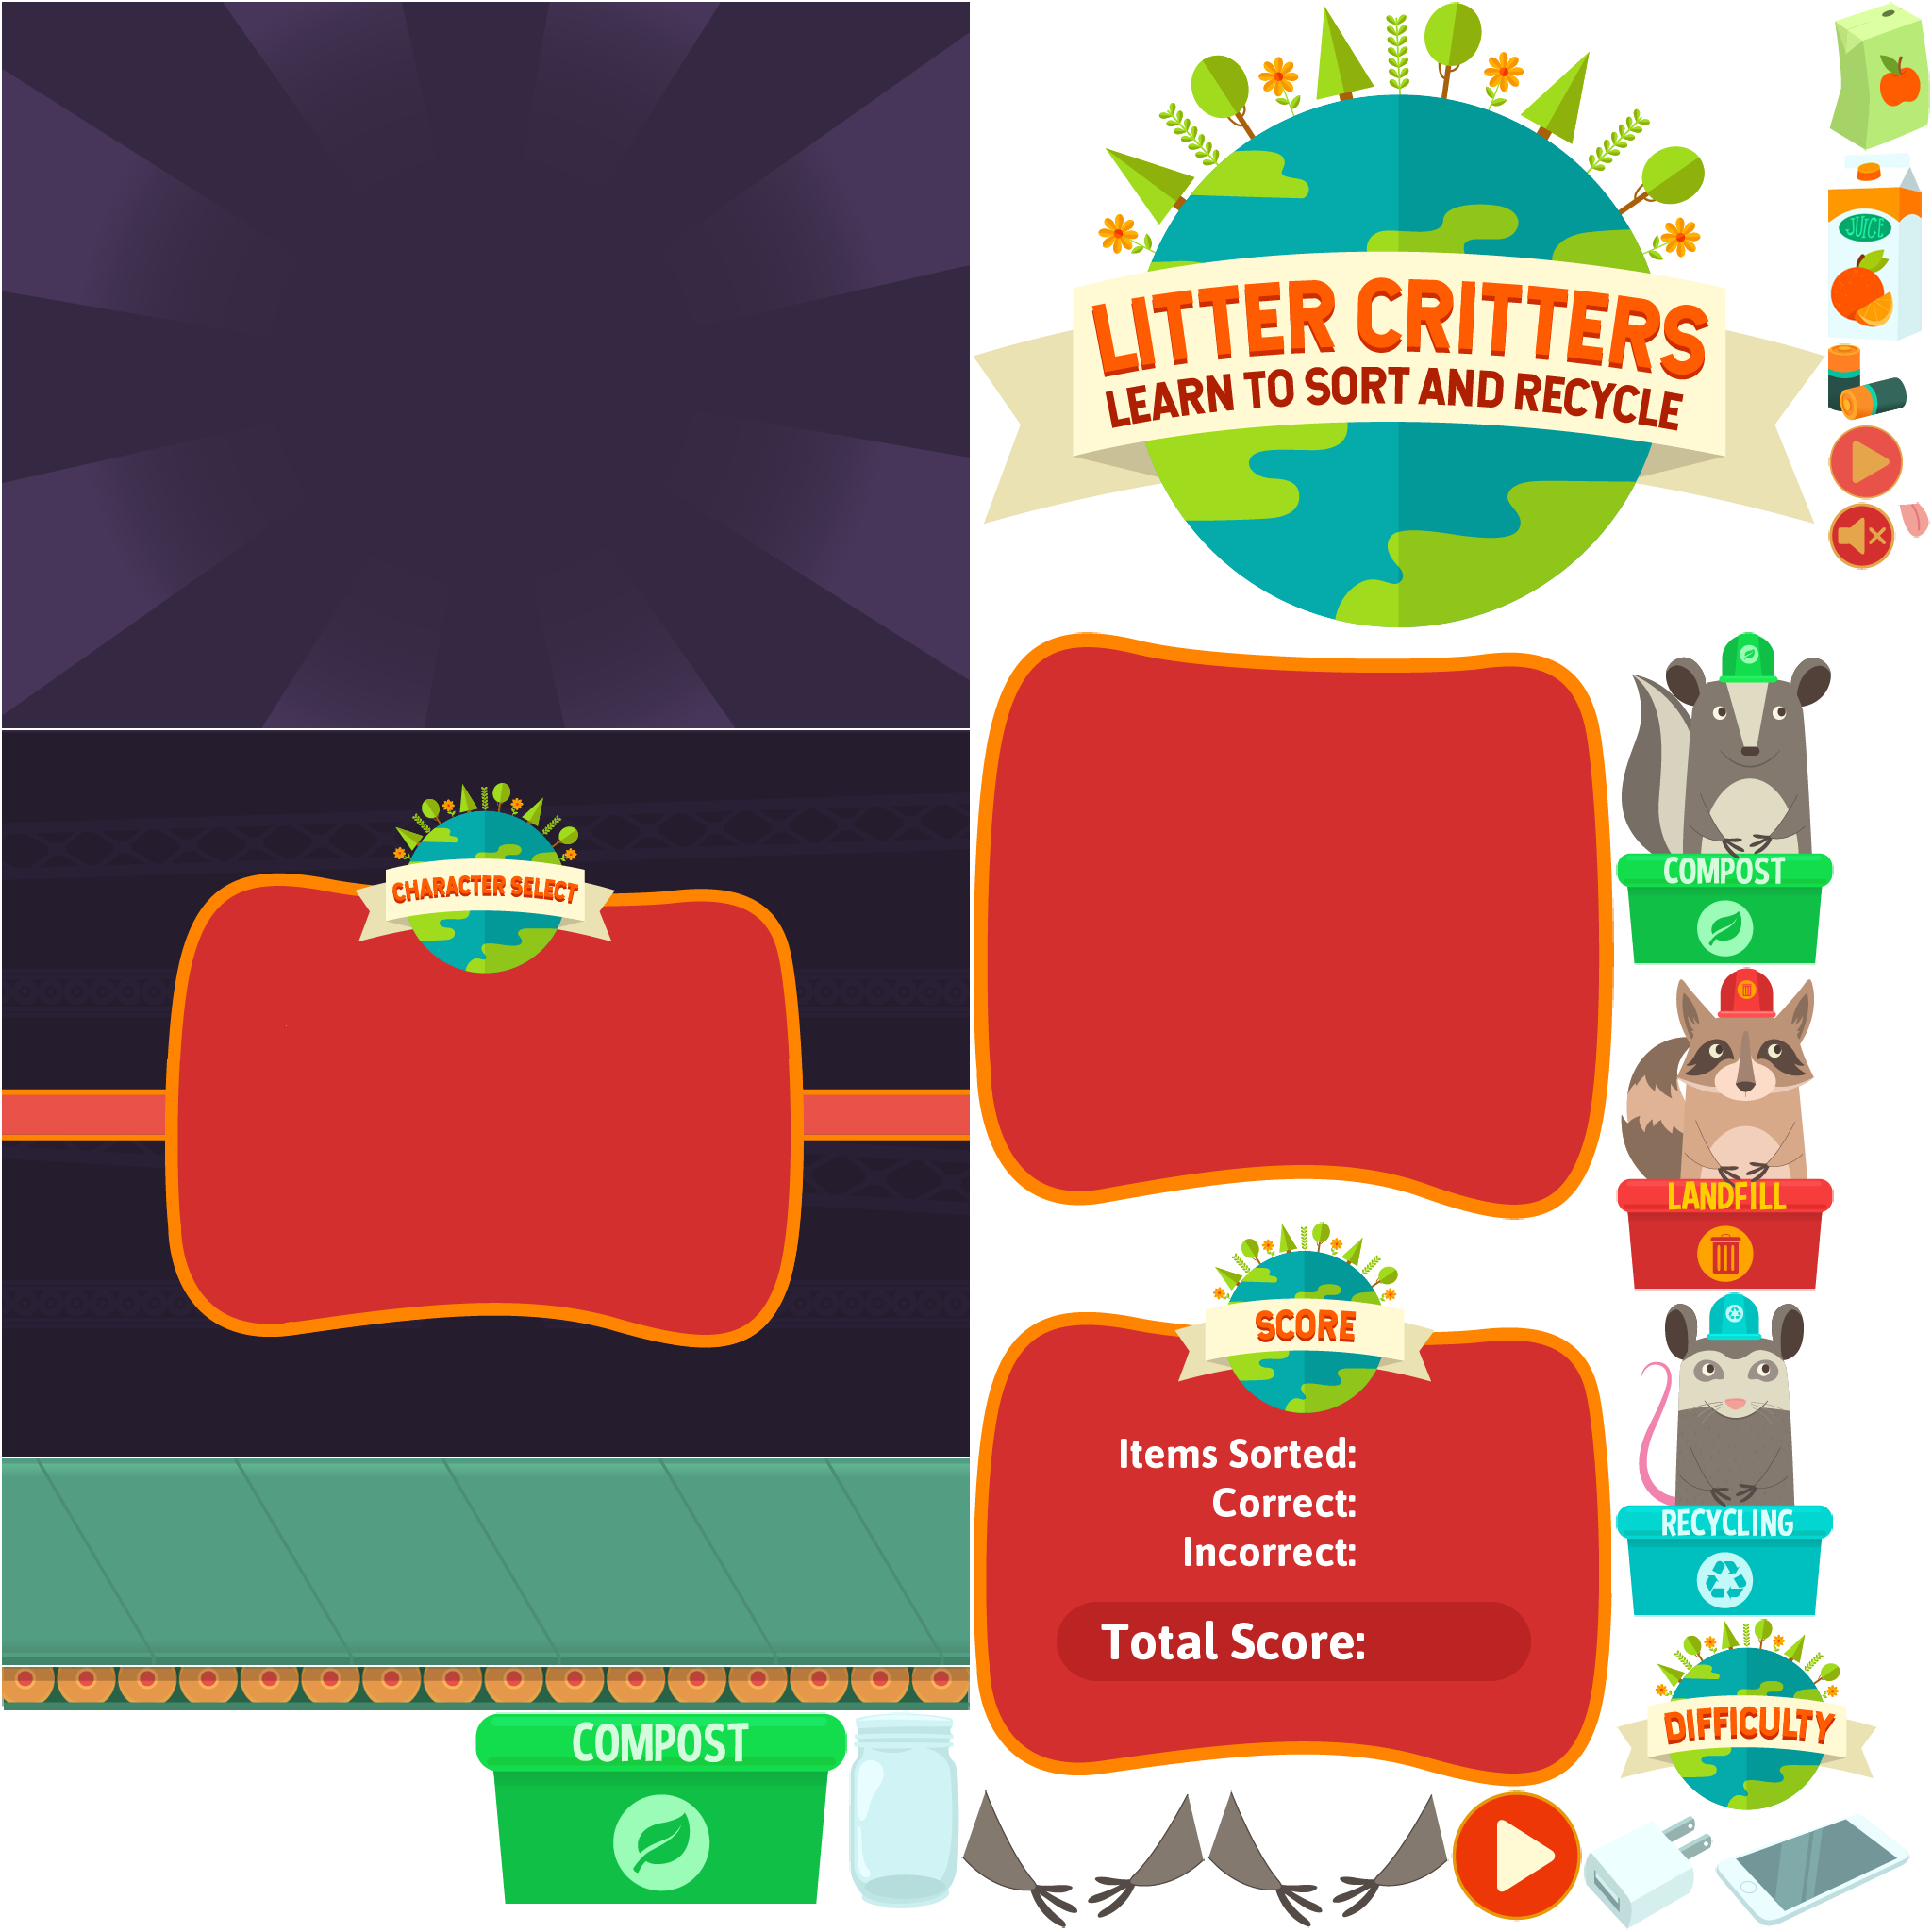 LITTER CRITTERS
LEARN TO SORT AND RECYCLE
JUICE
COMPOST
CHARACTER SELECT
LANDFILL
SCORE
Items Sorted:
Correct:
Incorrect:
Total Score:
RECYCLING
DIFFICULTY
COMPOST